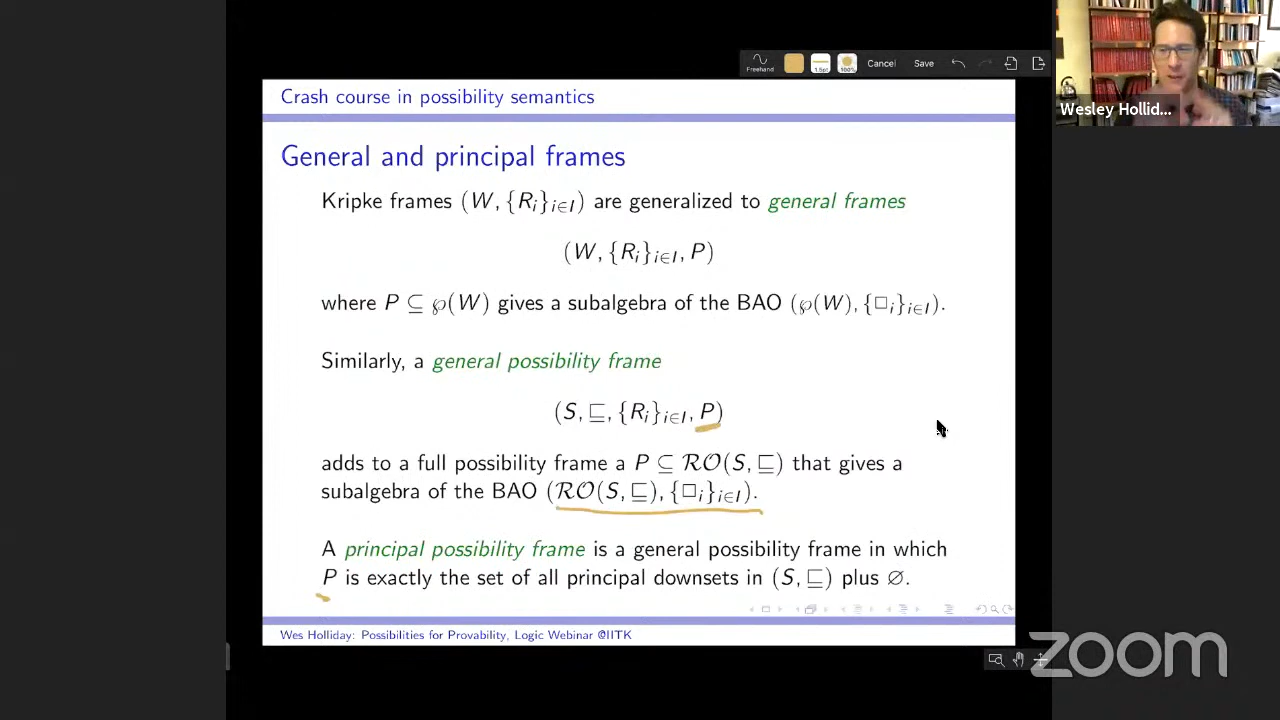 Freehand 1.5pt 100% Cancel Save
Crash course in possibility semantics
Wesley Hollid...
General and principal frames
Kripke frames (W, {R_i}_{i∈I}) are generalized to general frames
(W, {R_i}_{i∈I}, P)
where P ⊆ ℘(W) gives a subalgebra of the BAO (℘(W), {□_i}_{i∈I}).
Similarly, a general possibility frame
(S, ⊑, {R_i}_{i∈I}, P)
adds to a full possibility frame a P ⊆ 𝓡𝓞(S, ⊑) that gives a
subalgebra of the BAO (𝓡𝓞(S, ⊑), {□_i}_{i∈I}).
A principal possibility frame is a general possibility frame in which
P is exactly the set of all principal downsets in (S, ⊑) plus ∅.
Wes Holliday: Possibilities for Provability, Logic Webinar @IITK
zoom